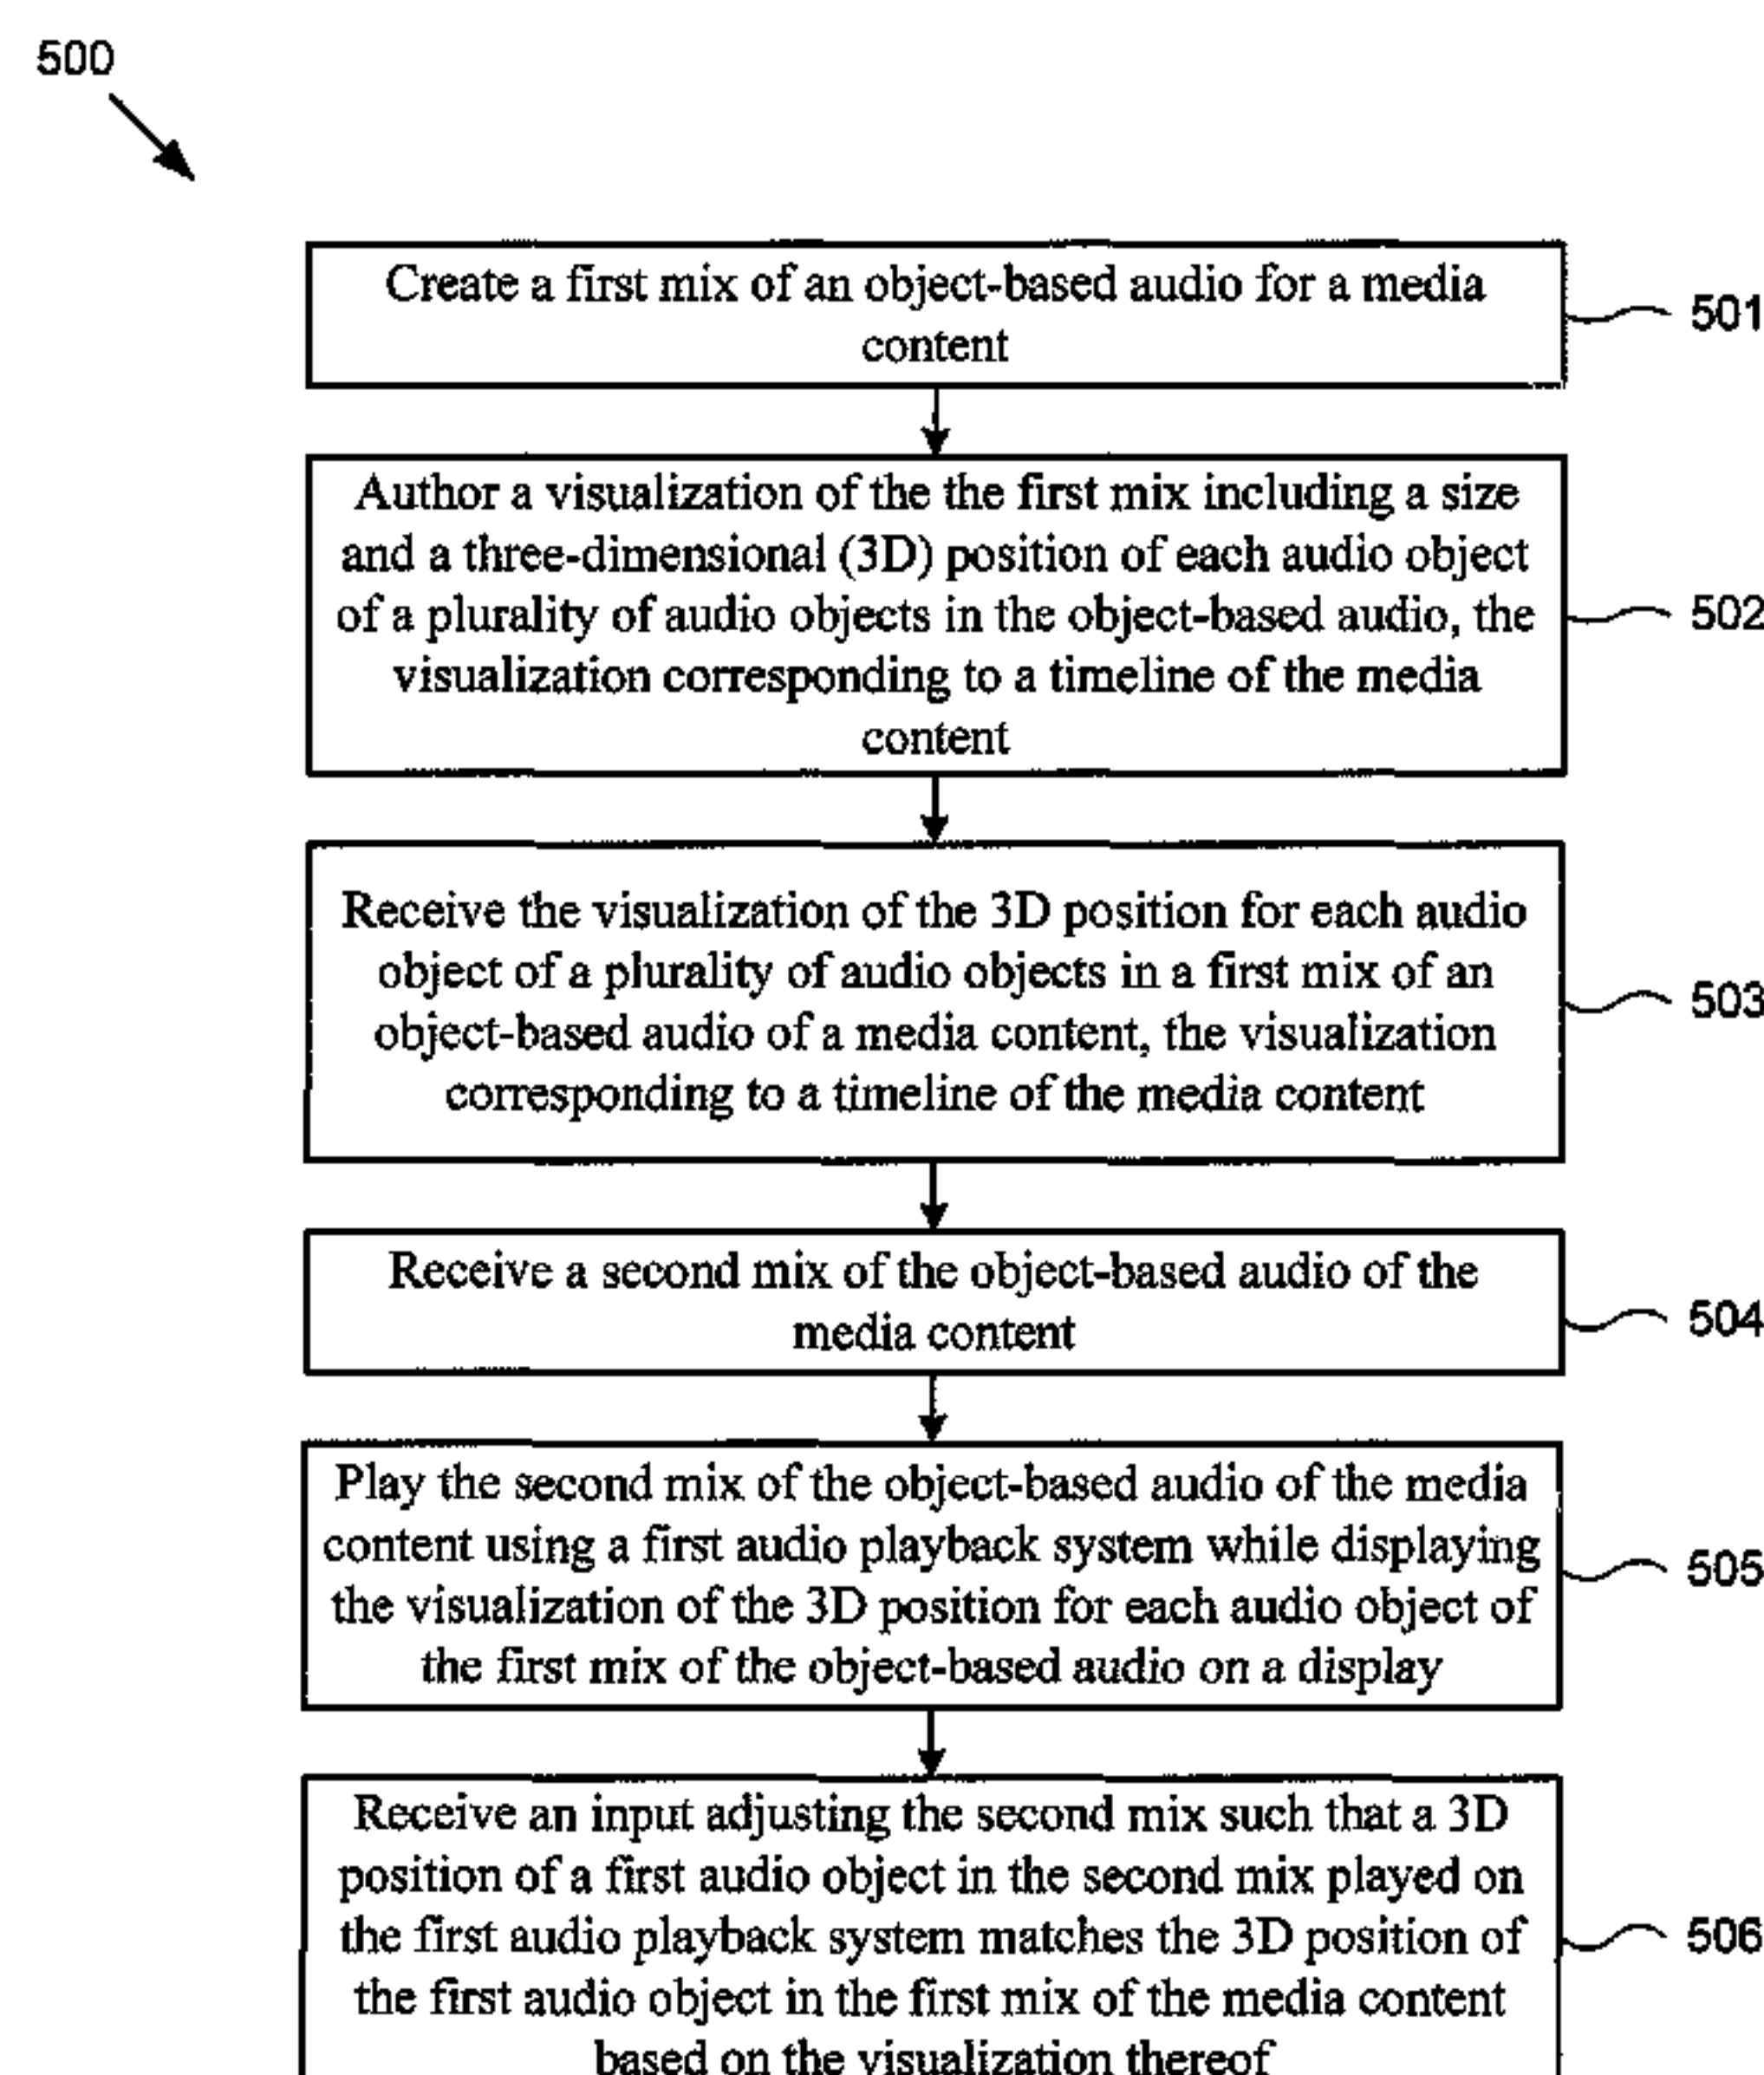 500
Create a first mix of an object-based audio for a media
content
501
Author a visualization of the the first mix including a size
and a three-dimensional (3D) position of each audio object
of a plurality of audio objects in the object-based audio, the
visualization corresponding to a timeline of the media
content
502
Receive the visualization of the 3D position for each audio
object of a plurality of audio objects in a first mix of an
object-based audio of a media content, the visualization
corresponding to a timeline of the media content
503
Receive a second mix of the object-based audio of the
media content
504
Play the second mix of the object-based audio of the media
content using a first audio playback system while displaying
the visualization of the 3D position for each audio object of
the first mix of the object-based audio on a display
505
Receive an input adjusting the second mix such that a 3D
position of a first audio object in the second mix played on
the first audio playback system matches the 3D position of
the first audio object in the first mix of the media content
based on the visualization thereof
506